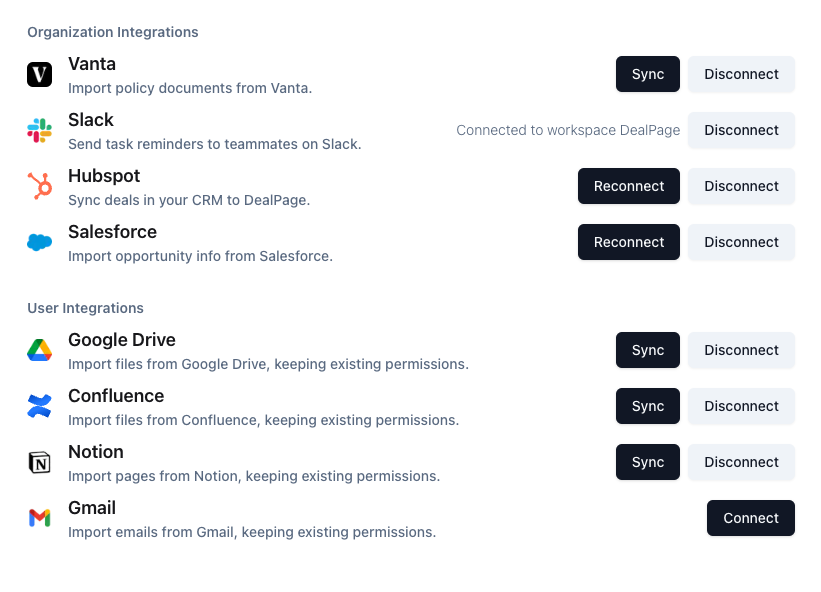 Organization Integrations
Vanta
Import policy documents from Vanta.
Sync
Disconnect
Slack
Send task reminders to teammates on Slack.
Connected to workspace DealPage
Disconnect
Hubspot
Sync deals in your CRM to DealPage.
Reconnect
Disconnect
Salesforce
Import opportunity info from Salesforce.
Reconnect
Disconnect
User Integrations
Google Drive
Import files from Google Drive, keeping existing permissions.
Sync
Disconnect
Confluence
Import files from Confluence, keeping existing permissions.
Sync
Disconnect
Notion
Import pages from Notion, keeping existing permissions.
Sync
Disconnect
Gmail
Import emails from Gmail, keeping existing permissions.
Connect